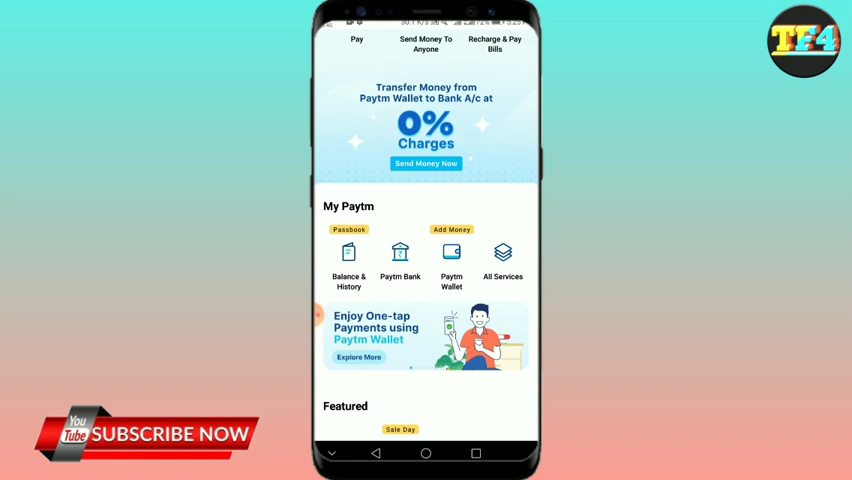 TE4
Pay
Send Money To
Anyone
Recharge & Pay
Bills
Transfer Money from
Paytm Wallet to Bank A/c at
0%
Charges
Send Money Now
My Paytm
Passbook
Add Money
Balance &
History
Paytm Bank
Paytm
Wallet
All Services
Enjoy One-tap
Payments using
Paytm Wallet
Explore More
Featured
Sale Day
You
Tube
SUBSCRIBE NOW